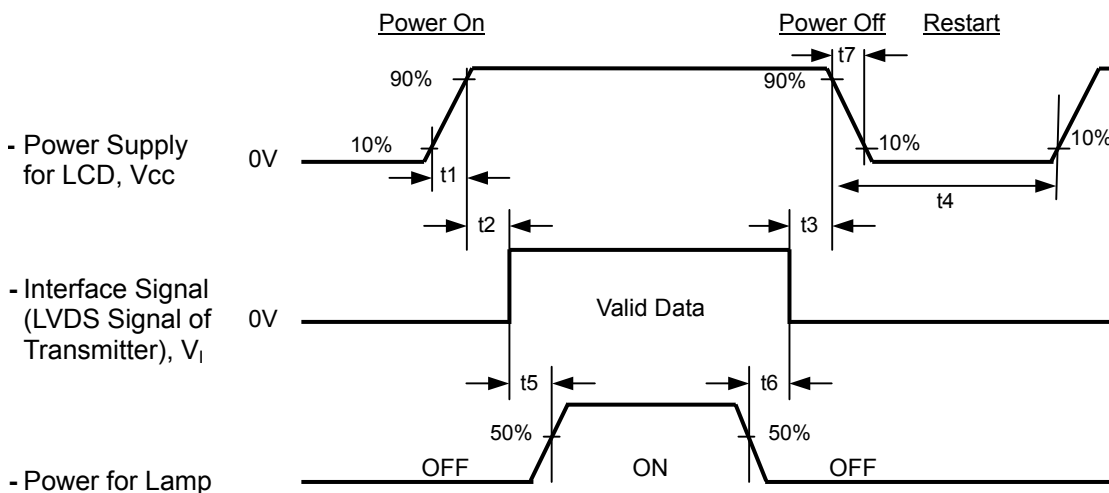 Power On
Power Off
Restart
t7
90%
90%
- Power Supply
for LCD, Vcc
0V
10%
10%
10%
t1
t4
t2
t3
- Interface Signal
(LVDS Signal of
Transmitter), VI
0V
Valid Data
t5
t6
50%
50%
- Power for Lamp
OFF
ON
OFF